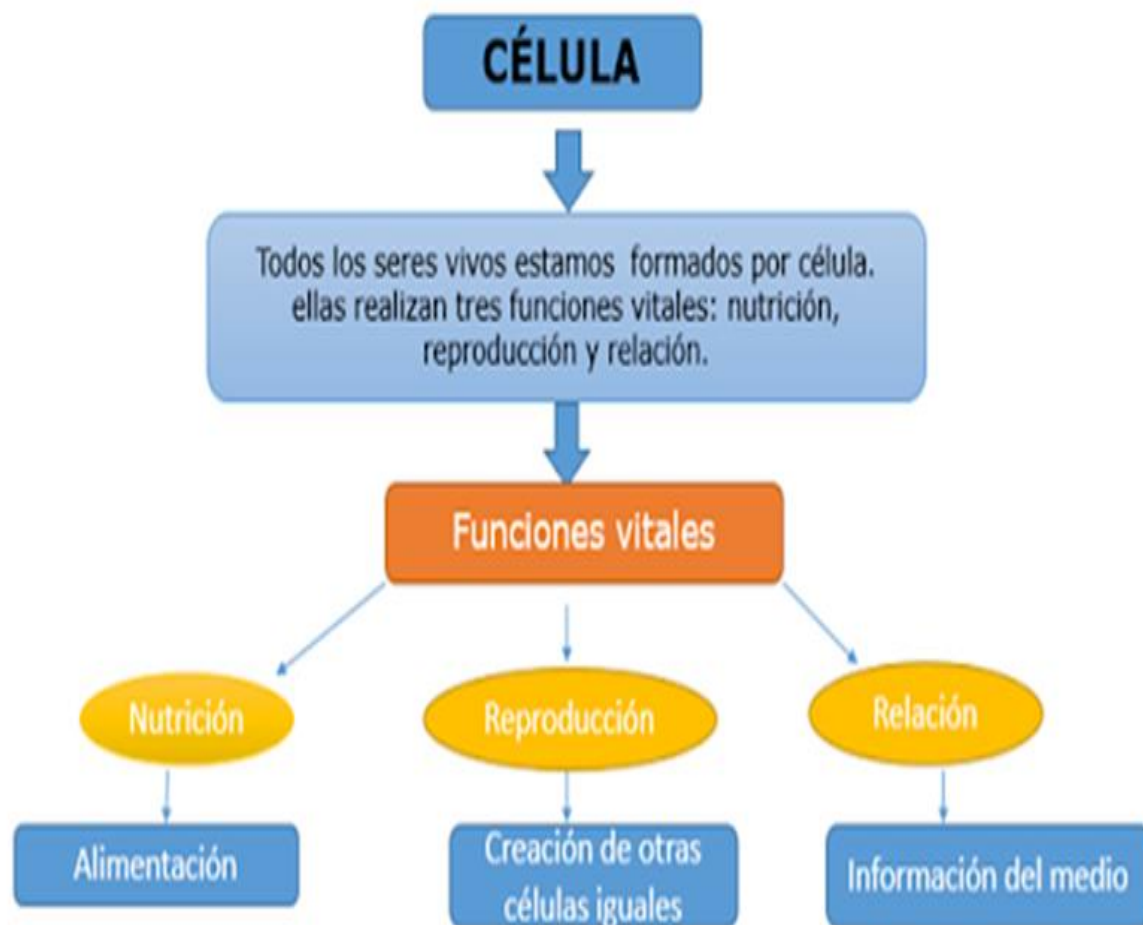 CÉLULA
Todos los seres vivos estamos formados por célula.
ellas realizan tres funciones vitales: nutrición,
reproducción y relación.
Funciones vitales
Nutrición
Reproducción
Relación
Alimentación
Creación de otras
células iguales
Información del medio